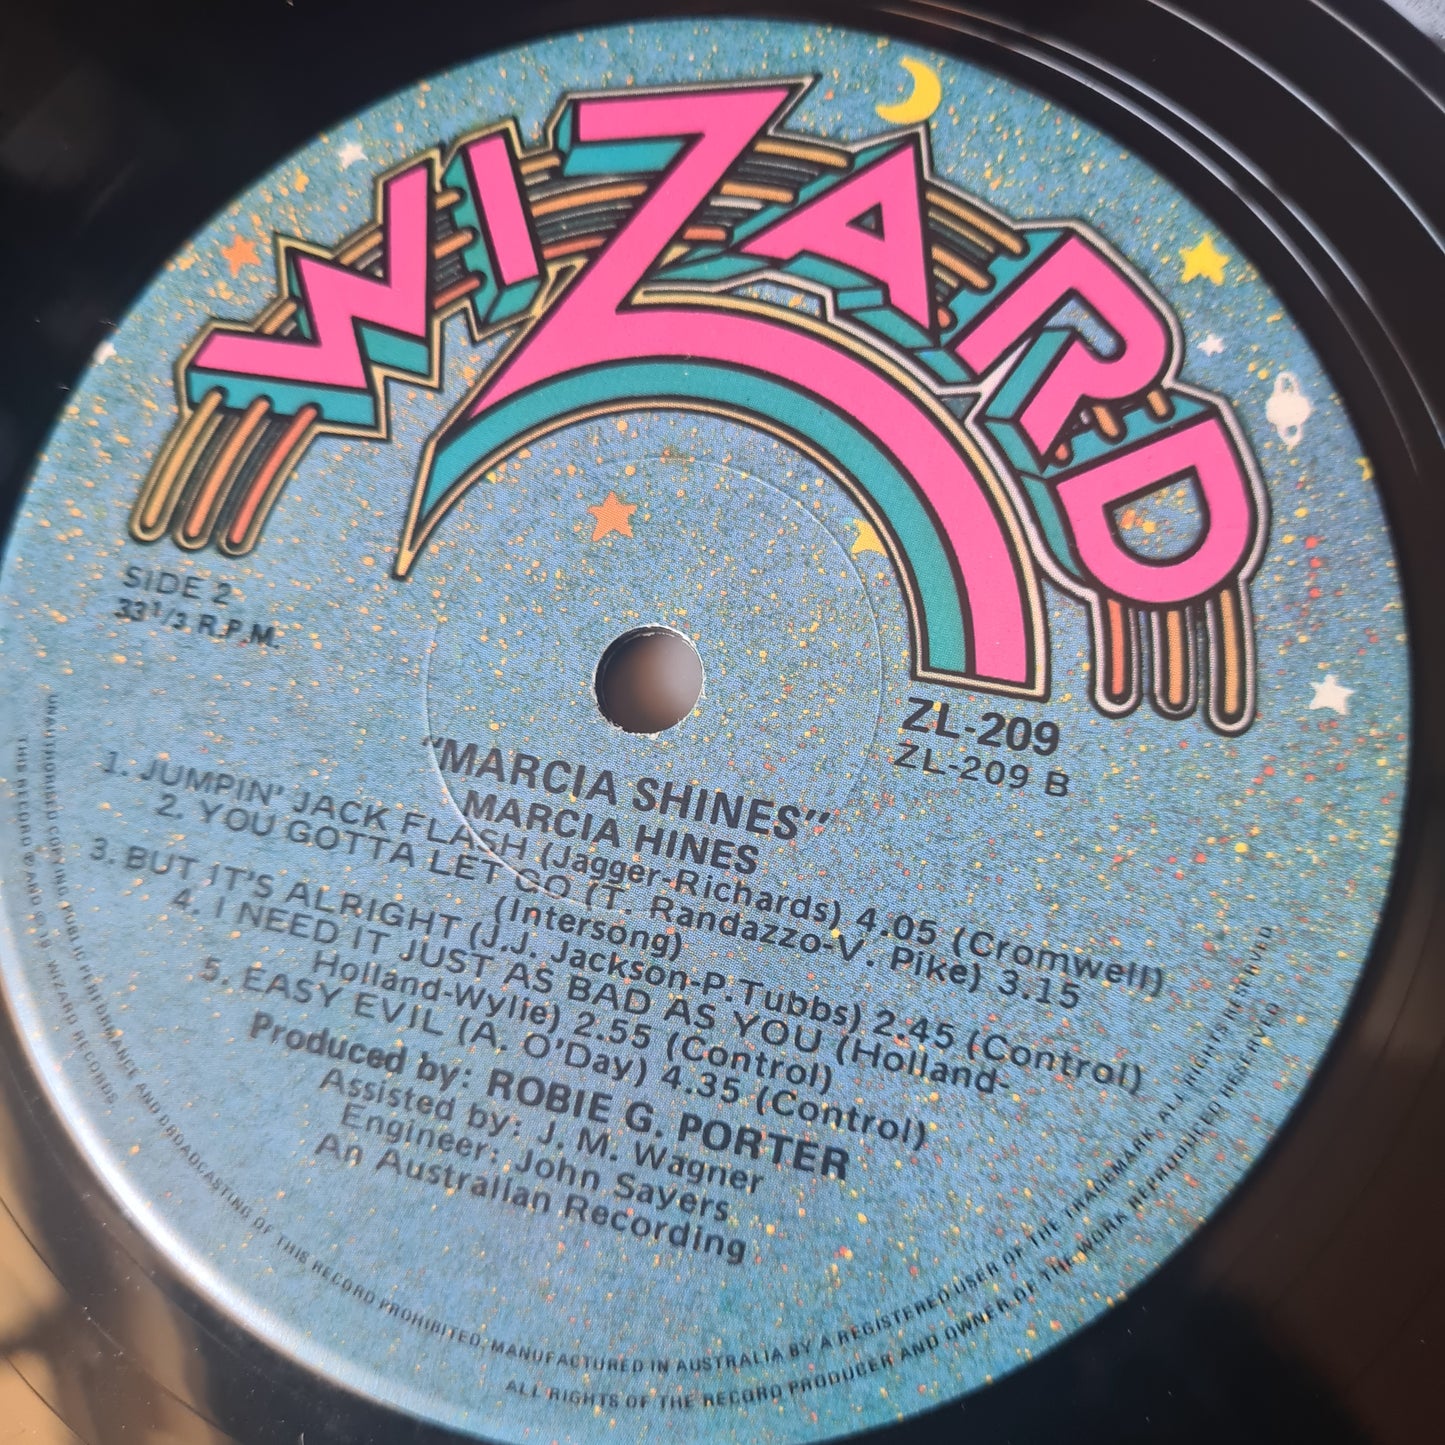 WIZARD
SIDE 2
33 1/3 R.P.M.
ZL-209
ZL-209 B
"MARCIA SHINES"
MARCIA HINES
1. JUMPIN' JACK FLASH (Jagger-Richards) 4.05 (Cromwell)
2. YOU GOTTA LET GO (T. Randazzo-V. Pike) 3.15
(Intersong)
3. BUT IT'S ALRIGHT (J.J. Jackson-P.Tubbs) 2.45 (Control)
4. I NEED IT JUST AS BAD AS YOU (Holland-
Holland-Wylie) 2.55 (Control)
5. EASY EVIL (A. O'Day) 4.35 (Control)
Produced by: ROBIE G. PORTER
Assisted by: J. M. Wagner
Engineer: John Sayers
An Australian Recording
UNAUTHORISED COPYING, PUBLIC PERFORMANCE AND BROADCASTING OF THIS RECORD PROHIBITED. MANUFACTURED IN AUSTRALIA BY A REGISTERED USER OF THE TRADEMARK ALL RIGHTS RESERVED
THIS RECORD ℗ AND © WIZARD RECORDS
ALL RIGHTS OF THE RECORD PRODUCER AND OWNER OF THE WORK REPRODUCED RESERVED